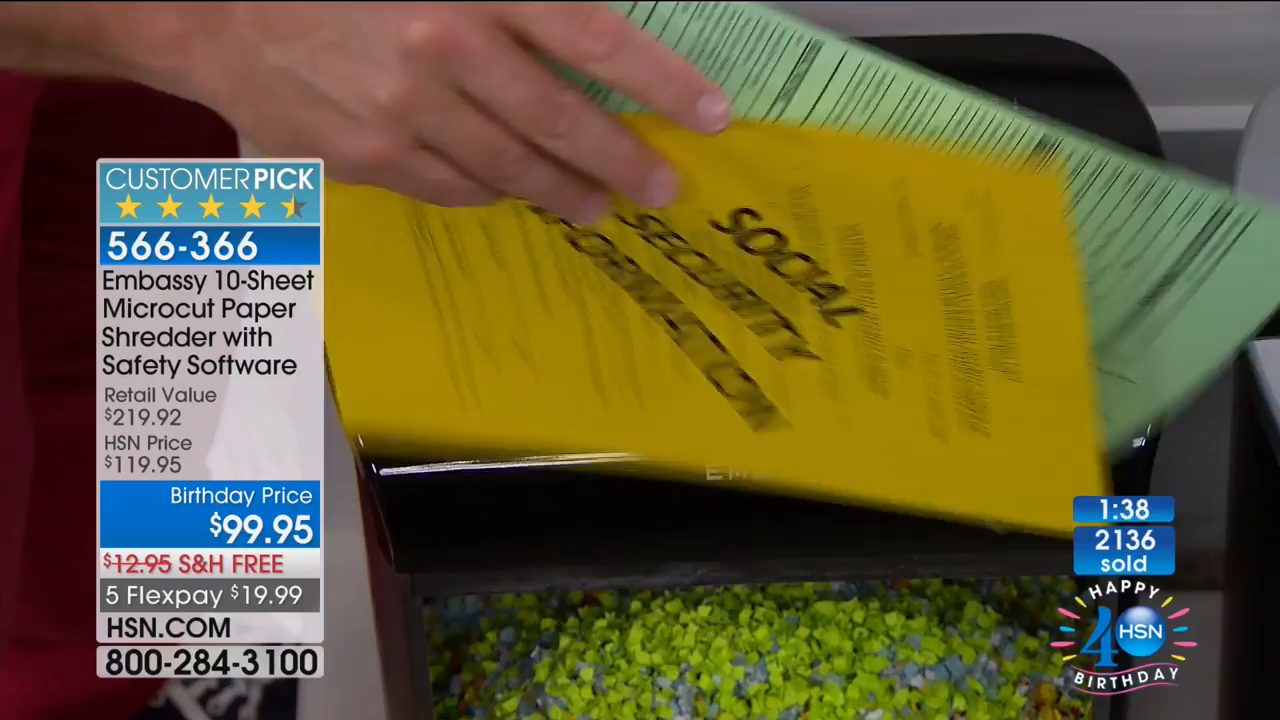 CUSTOMER PICK
566-366
Embassy 10-Sheet
Microcut Paper
Shredder with
Safety Software
Retail Value
$219.92
HSN Price
$119.95
Birthday Price
$99.95
$12.95 S&H FREE
5 Flexpay $19.99
HSN.COM
800-284-3100
SOCIAL
SECURITY
INFORMATION
1:38
2136
sold
HAPPY
40 HSN
BIRTHDAY